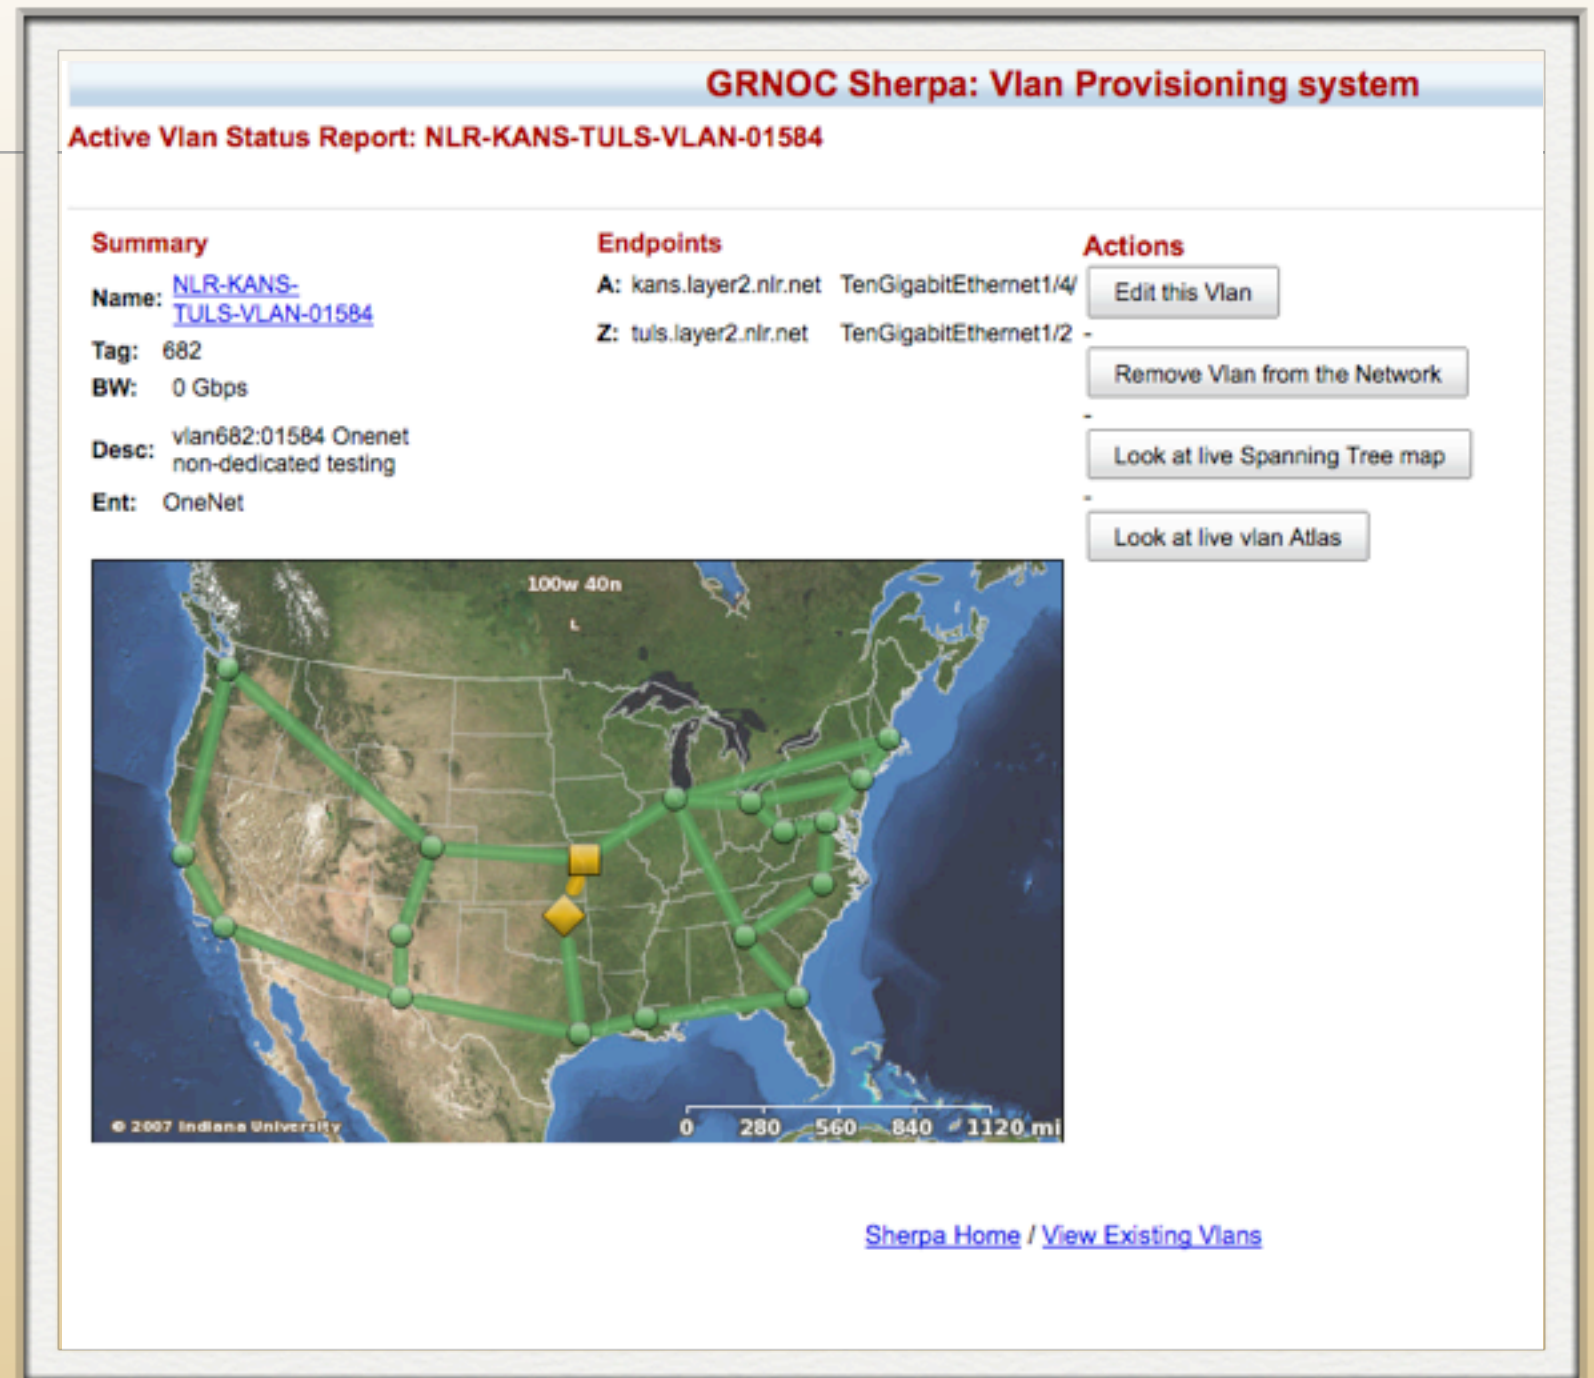 GRNOC Sherpa: Vlan Provisioning system
Active Vlan Status Report: NLR-KANS-TULS-VLAN-01584
Summary
Name: NLR-KANS-
TULS-VLAN-01584
Tag: 682
BW: 0 Gbps
Desc: vlan682:01584 Onenet
non-dedicated testing
Ent: OneNet
Endpoints
A: kans.layer2.nlr.net TenGigabitEthernet1/4/
Z: tuls.layer2.nlr.net TenGigabitEthernet1/2
Actions
Edit this Vlan
-
Remove Vlan from the Network
-
Look at live Spanning Tree map
-
Look at live vlan Atlas
100w 40n
L
© 2007 Indiana University
0 280 560 840 1120 mi
Sherpa Home / View Existing Vlans